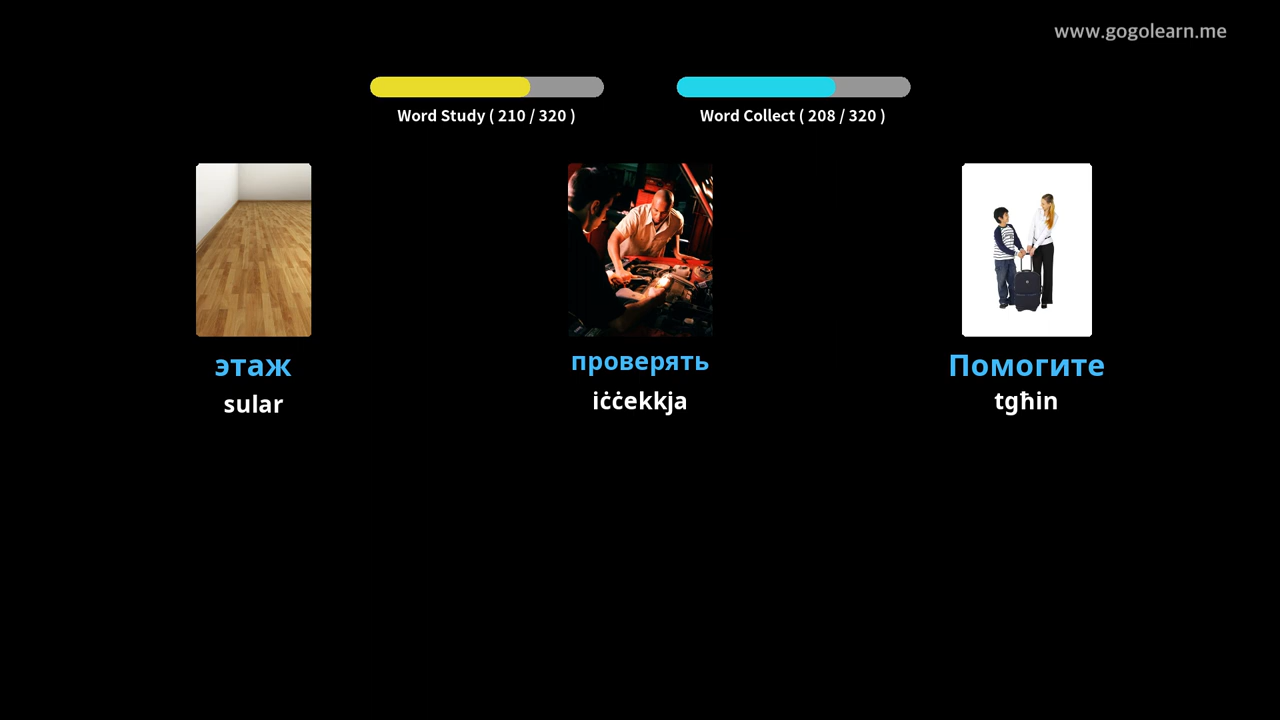 www.gogolearn.me
Word Study ( 210 / 320 )
Word Collect ( 208 / 320 )
этаж
sular
проверять
iċċekkja
Помогите
tgħin